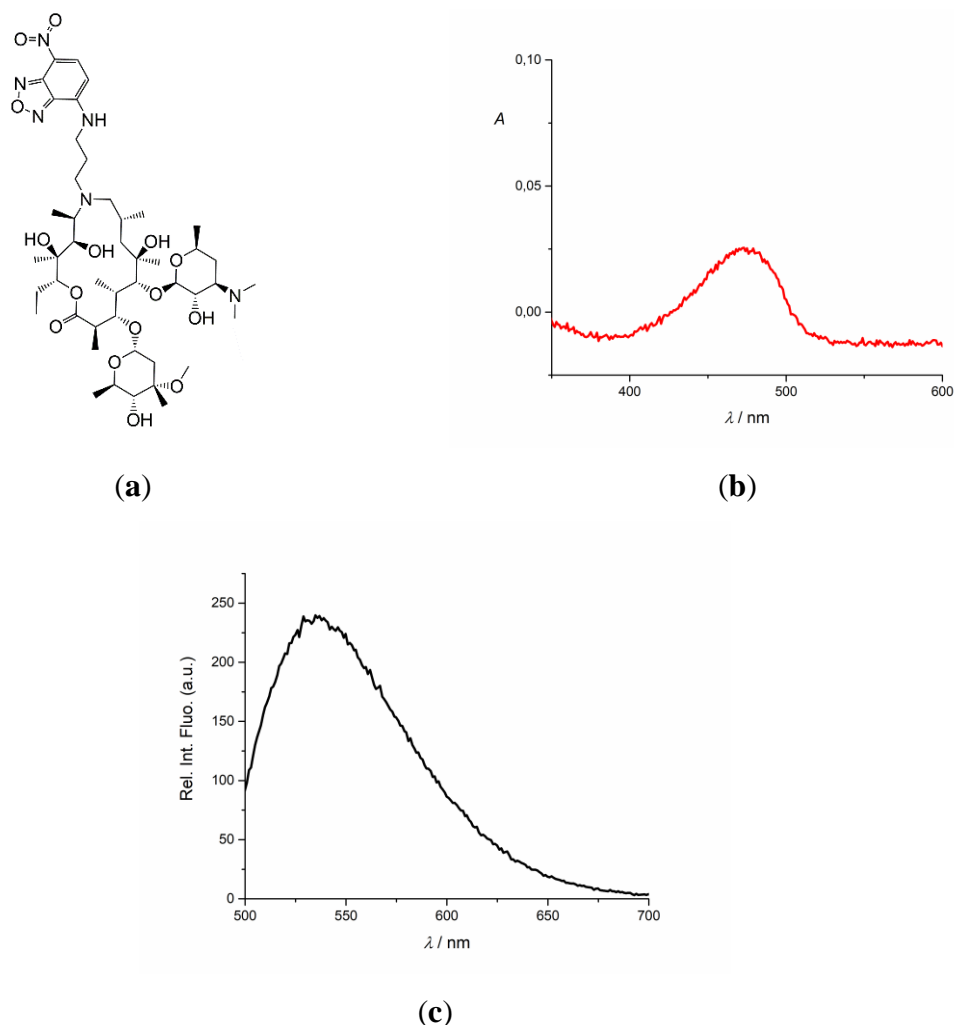 O
O N
N
O
N
NH
N
HO
OH
OH
O
O
O
O
O
O
N
OH
O
O
OH
(a)
0,10
A
0,05
0,00
400 500 600
λ / nm
(b)
250
200
150
100
50
0
Rel. Int. Fluo. (a.u.)
500 550 600 650 700
λ / nm
(c)